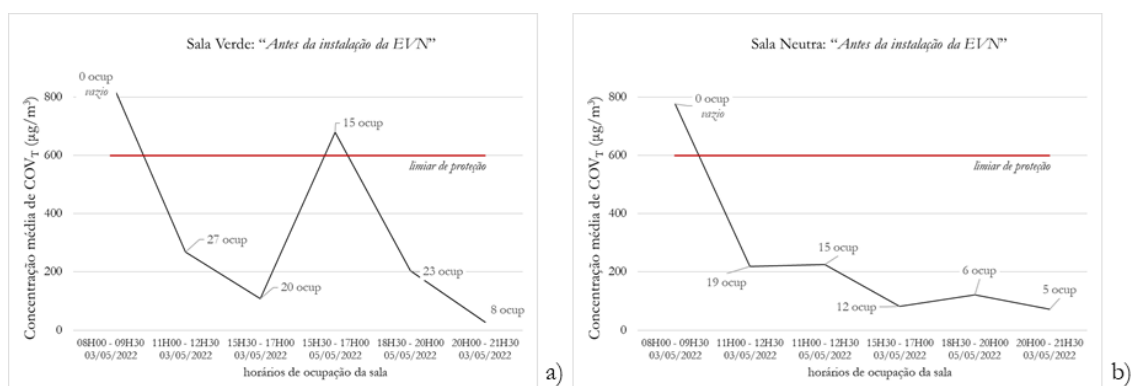 Sala Verde: “Antes da instalação da EVN”
Concentração média de COV_T (µg/m³)
800
600
400
200
0
0 ocup
vazio
27 ocup
20 ocup
15 ocup
23 ocup
8 ocup
limiar de proteção
08H00 - 09H30 11H00 - 12H30 15H30 - 17H00 15H30 - 17H00 18H30 - 20H00 20H00 - 21H30
03/05/2022 03/05/2022 03/05/2022 05/05/2022 05/05/2022 03/05/2022
horários de ocupação da sala
a)
Sala Neutra: “Antes da instalação da EVN”
Concentração média de COV_T (µg/m³)
800
600
400
200
0
0 ocup
vazio
19 ocup
15 ocup
12 ocup
6 ocup
5 ocup
limiar de proteção
08H00 - 09H30 11H00 - 12H30 11H00 - 12H30 15H30 - 17H00 18H30 - 20H00 20H00 - 21H30
03/05/2022 03/05/2022 05/05/2022 03/05/2022 05/05/2022 03/05/2022
horários de ocupação da sala
b)